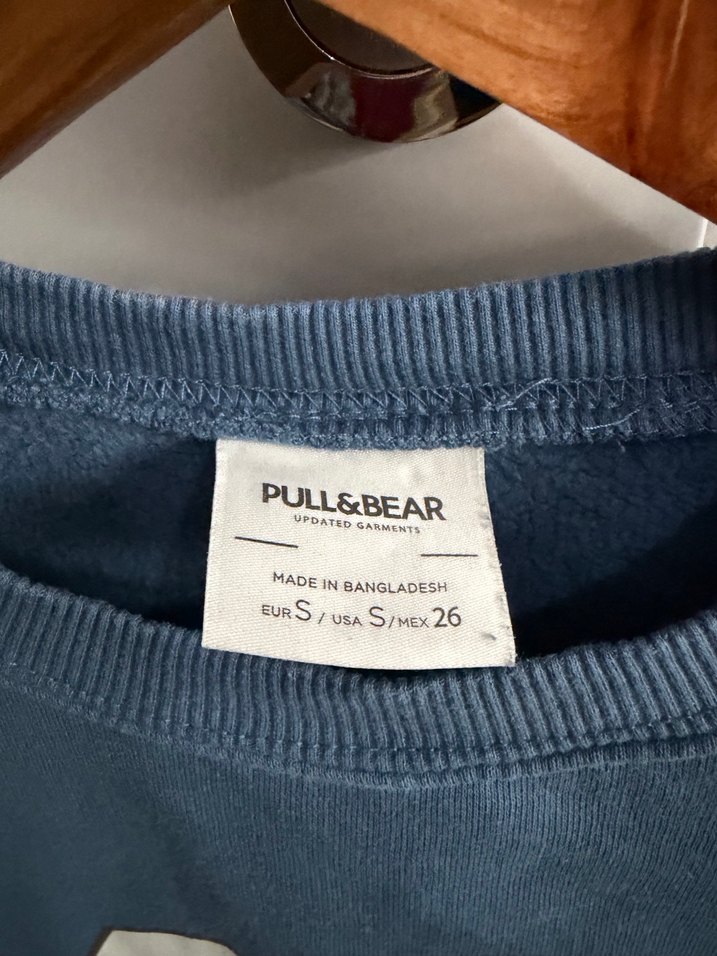 PULL&BEAR
UPDATED GARMENTS
MADE IN BANGLADESH
EUR S / USA S / MEX 26